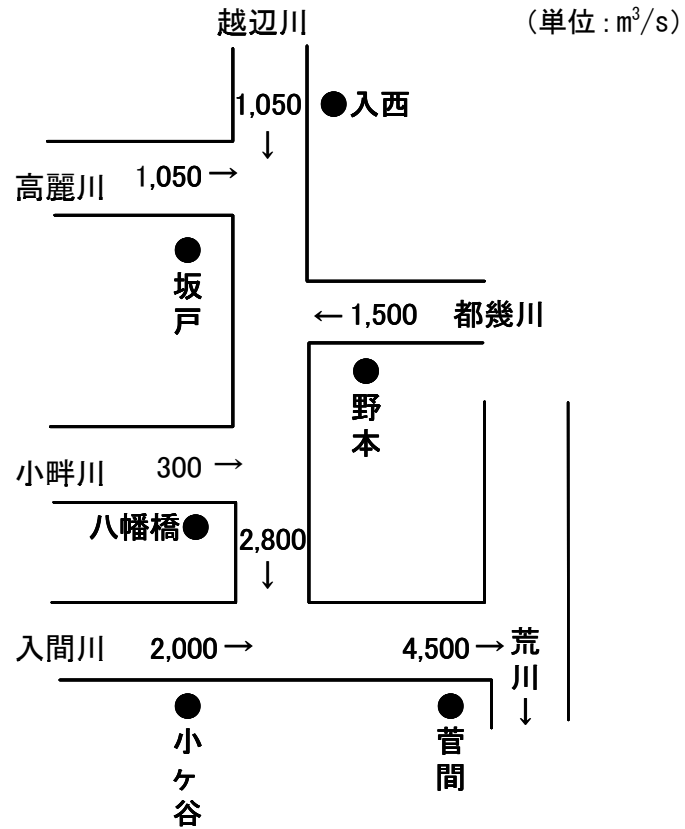 越辺川
（単位：m³/s）
1,050
●入西
↓
高麗川
1,050→
●
坂戸
←1,500
都幾川
●
野本
小畔川
300→
八幡橋●
2,800
↓
入間川
2,000→
4,500→
荒川
↓
●
小ヶ谷
●
菅間